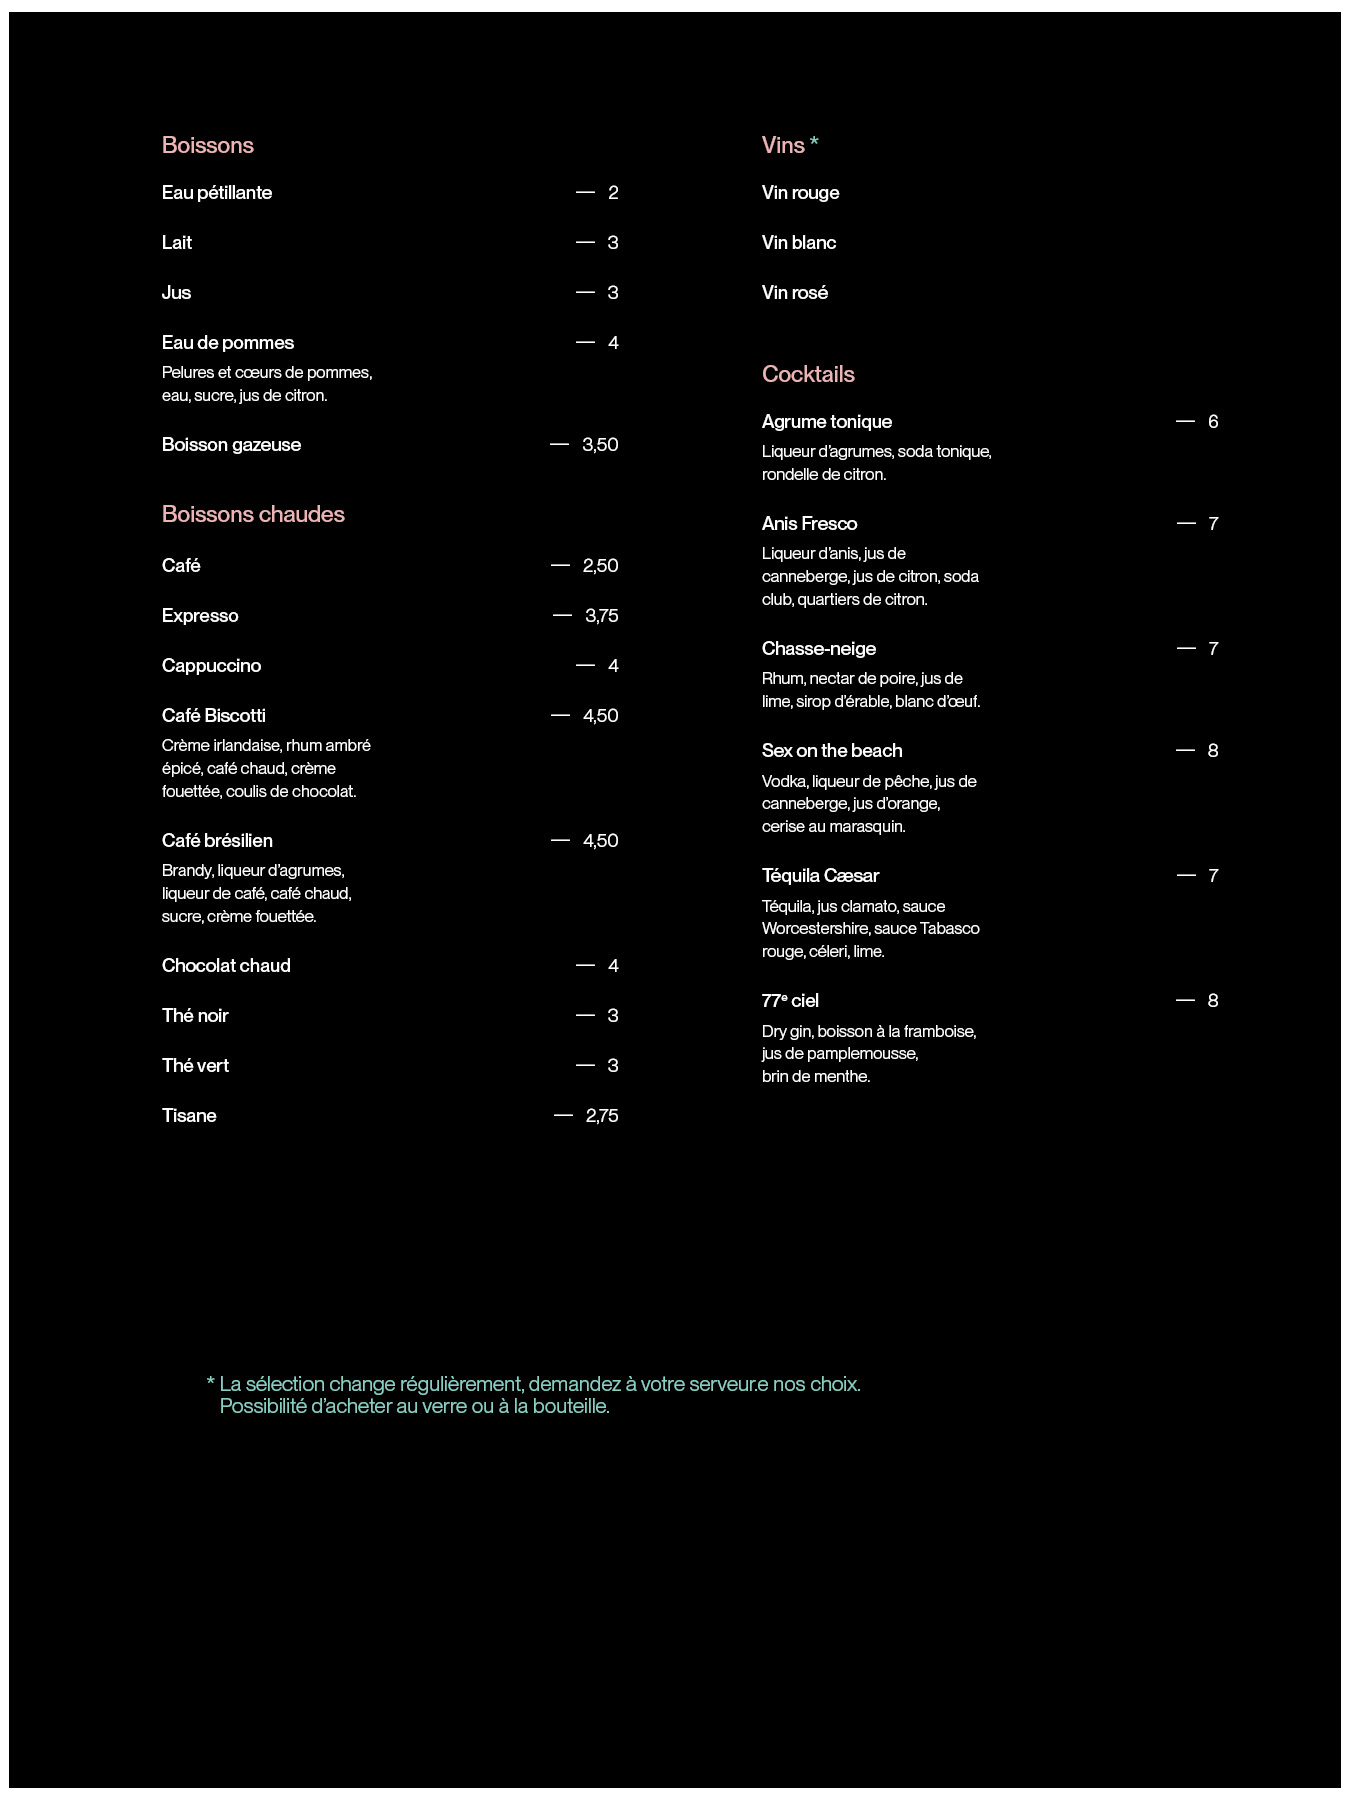 Boissons
Eau pétillante — 2
Lait — 3
Jus — 3
Eau de pommes — 4
Pelures et cœurs de pommes,
eau, sucre, jus de citron.
Boisson gazeuse — 3,50
Boissons chaudes
Café — 2,50
Expresso — 3,75
Cappuccino — 4
Café Biscotti — 4,50
Crème irlandaise, rhum ambré
épicé, café chaud, crème
fouettée, coulis de chocolat.
Café brésilien — 4,50
Brandy, liqueur d’agrumes,
liqueur de café, café chaud,
sucre, crème fouettée.
Chocolat chaud — 4
Thé noir — 3
Thé vert — 3
Tisane — 2,75
Vins *
Vin rouge
Vin blanc
Vin rosé
Cocktails
Agrume tonique — 6
Liqueur d’agrumes, soda tonique,
rondelle de citron.
Anis Fresco — 7
Liqueur d’anis, jus de
canneberge, jus de citron, soda
club, quartiers de citron.
Chasse-neige — 7
Rhum, nectar de poire, jus de
lime, sirop d’érable, blanc d’œuf.
Sex on the beach — 8
Vodka, liqueur de pêche, jus de
canneberge, jus d’orange,
cerise au marasquin.
Téquila Cæsar — 7
Téquila, jus clamato, sauce
Worcestershire, sauce Tabasco
rouge, céleri, lime.
77ᵉ ciel — 8
Dry gin, boisson à la framboise,
jus de pamplemousse,
brin de menthe.
* La sélection change régulièrement, demandez à votre serveur.e nos choix.
Possibilité d’acheter au verre ou à la bouteille.